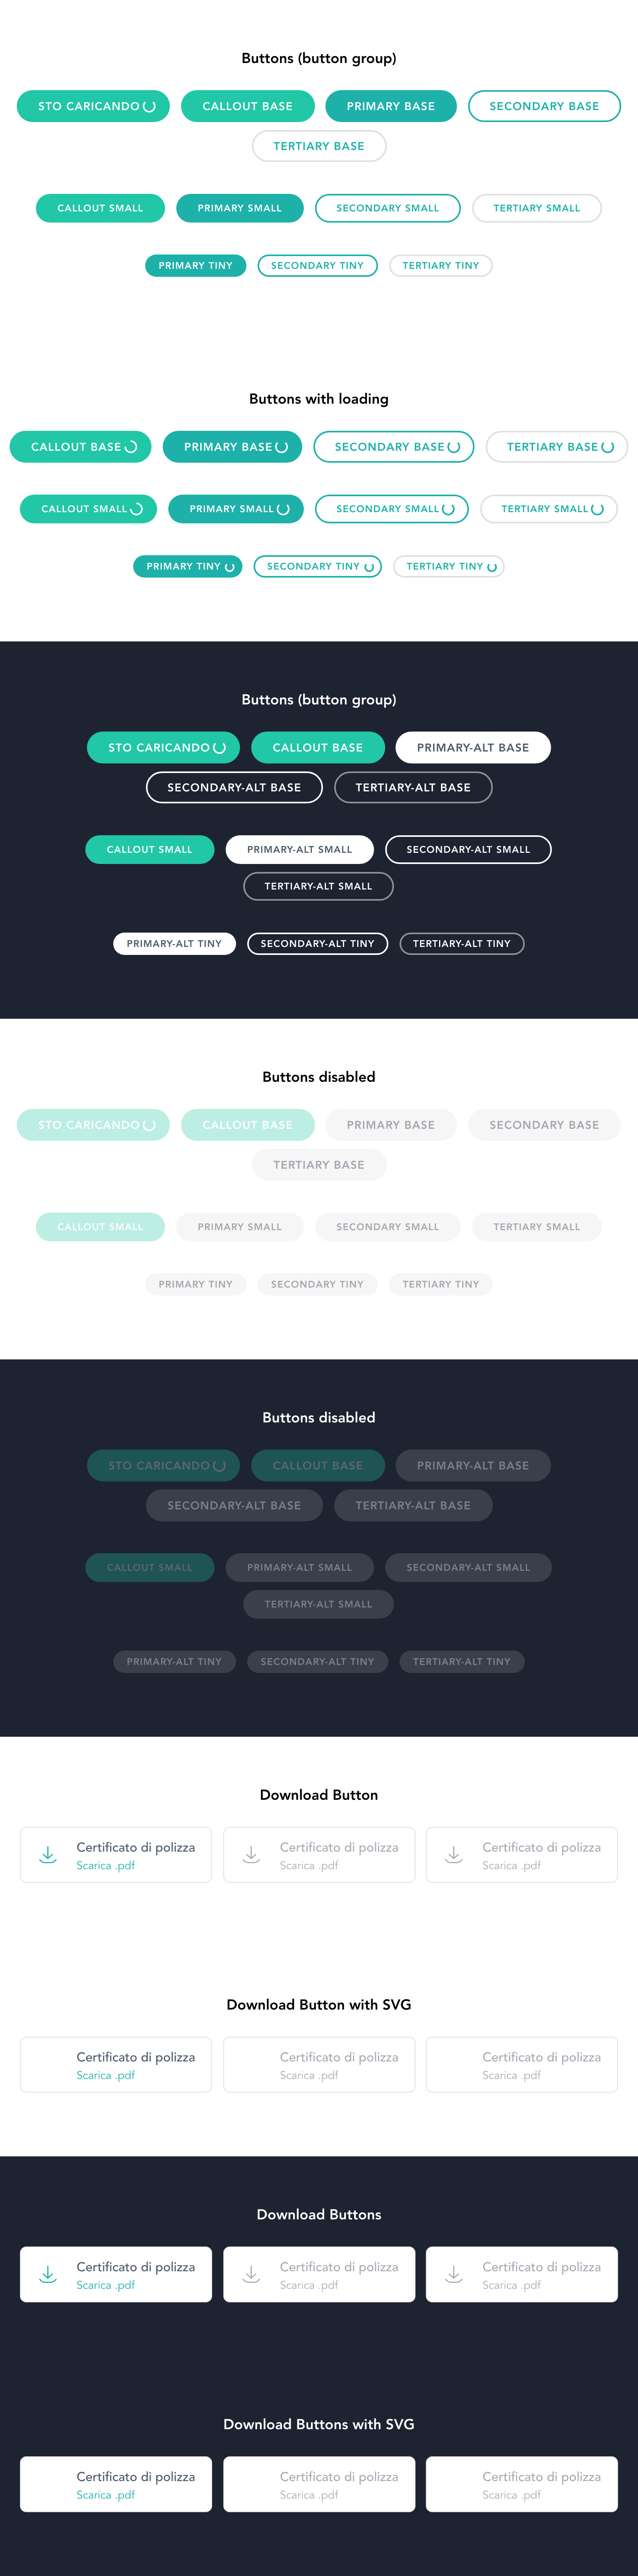 Buttons (button group)
STO CARICANDO CALLOUT BASE PRIMARY BASE SECONDARY BASE
TERTIARY BASE
CALLOUT SMALL PRIMARY SMALL SECONDARY SMALL TERTIARY SMALL
PRIMARY TINY SECONDARY TINY TERTIARY TINY
Buttons with loading
CALLOUT BASE PRIMARY BASE SECONDARY BASE TERTIARY BASE
CALLOUT SMALL PRIMARY SMALL SECONDARY SMALL TERTIARY SMALL
PRIMARY TINY SECONDARY TINY TERTIARY TINY
Buttons (button group)
STO CARICANDO CALLOUT BASE PRIMARY-ALT BASE
SECONDARY-ALT BASE TERTIARY-ALT BASE
CALLOUT SMALL PRIMARY-ALT SMALL SECONDARY-ALT SMALL
TERTIARY-ALT SMALL
PRIMARY-ALT TINY SECONDARY-ALT TINY TERTIARY-ALT TINY
Buttons disabled
STO CARICANDO CALLOUT BASE PRIMARY BASE SECONDARY BASE
TERTIARY BASE
CALLOUT SMALL PRIMARY SMALL SECONDARY SMALL TERTIARY SMALL
PRIMARY TINY SECONDARY TINY TERTIARY TINY
Buttons disabled
STO CARICANDO CALLOUT BASE PRIMARY-ALT BASE
SECONDARY-ALT BASE TERTIARY-ALT BASE
CALLOUT SMALL PRIMARY-ALT SMALL SECONDARY-ALT SMALL
TERTIARY-ALT SMALL
PRIMARY-ALT TINY SECONDARY-ALT TINY TERTIARY-ALT TINY
Download Button
Certificato di polizza Certificato di polizza Certificato di polizza
Scarica .pdf Scarica .pdf Scarica .pdf
Download Button with SVG
Certificato di polizza Certificato di polizza Certificato di polizza
Scarica .pdf Scarica .pdf Scarica .pdf
Download Buttons
Certificato di polizza Certificato di polizza Certificato di polizza
Scarica .pdf Scarica .pdf Scarica .pdf
Download Buttons with SVG
Certificato di polizza Certificato di polizza Certificato di polizza
Scarica .pdf Scarica .pdf Scarica .pdf